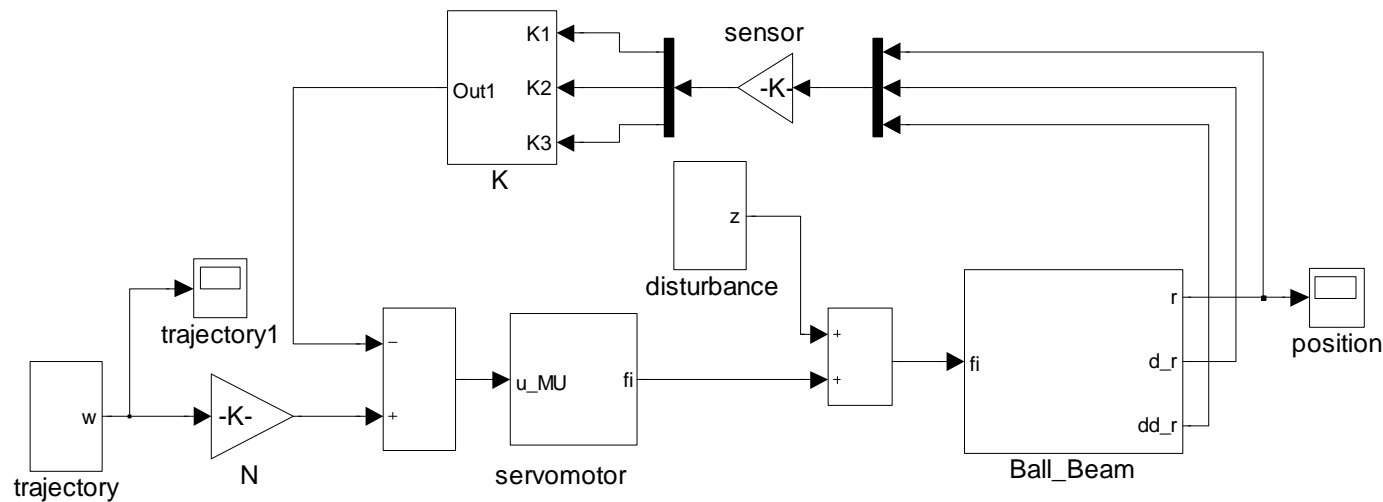 sensor
K1
K2
K3
Out1
-K-
K
z
disturbance
trajectory1
w
trajectory
-K-
N
−
+
u_MU
fi
servomotor
+
+
fi
r
d_r
dd_r
Ball_Beam
position